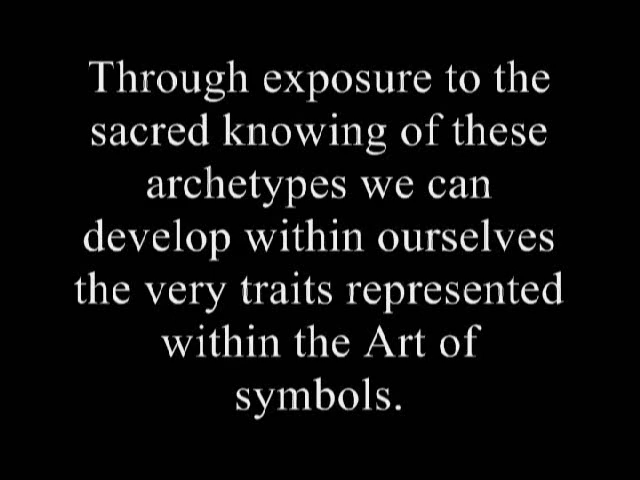 Through exposure to the
sacred knowing of these
archetypes we can
develop within ourselves
the very traits represented
within the Art of
symbols.